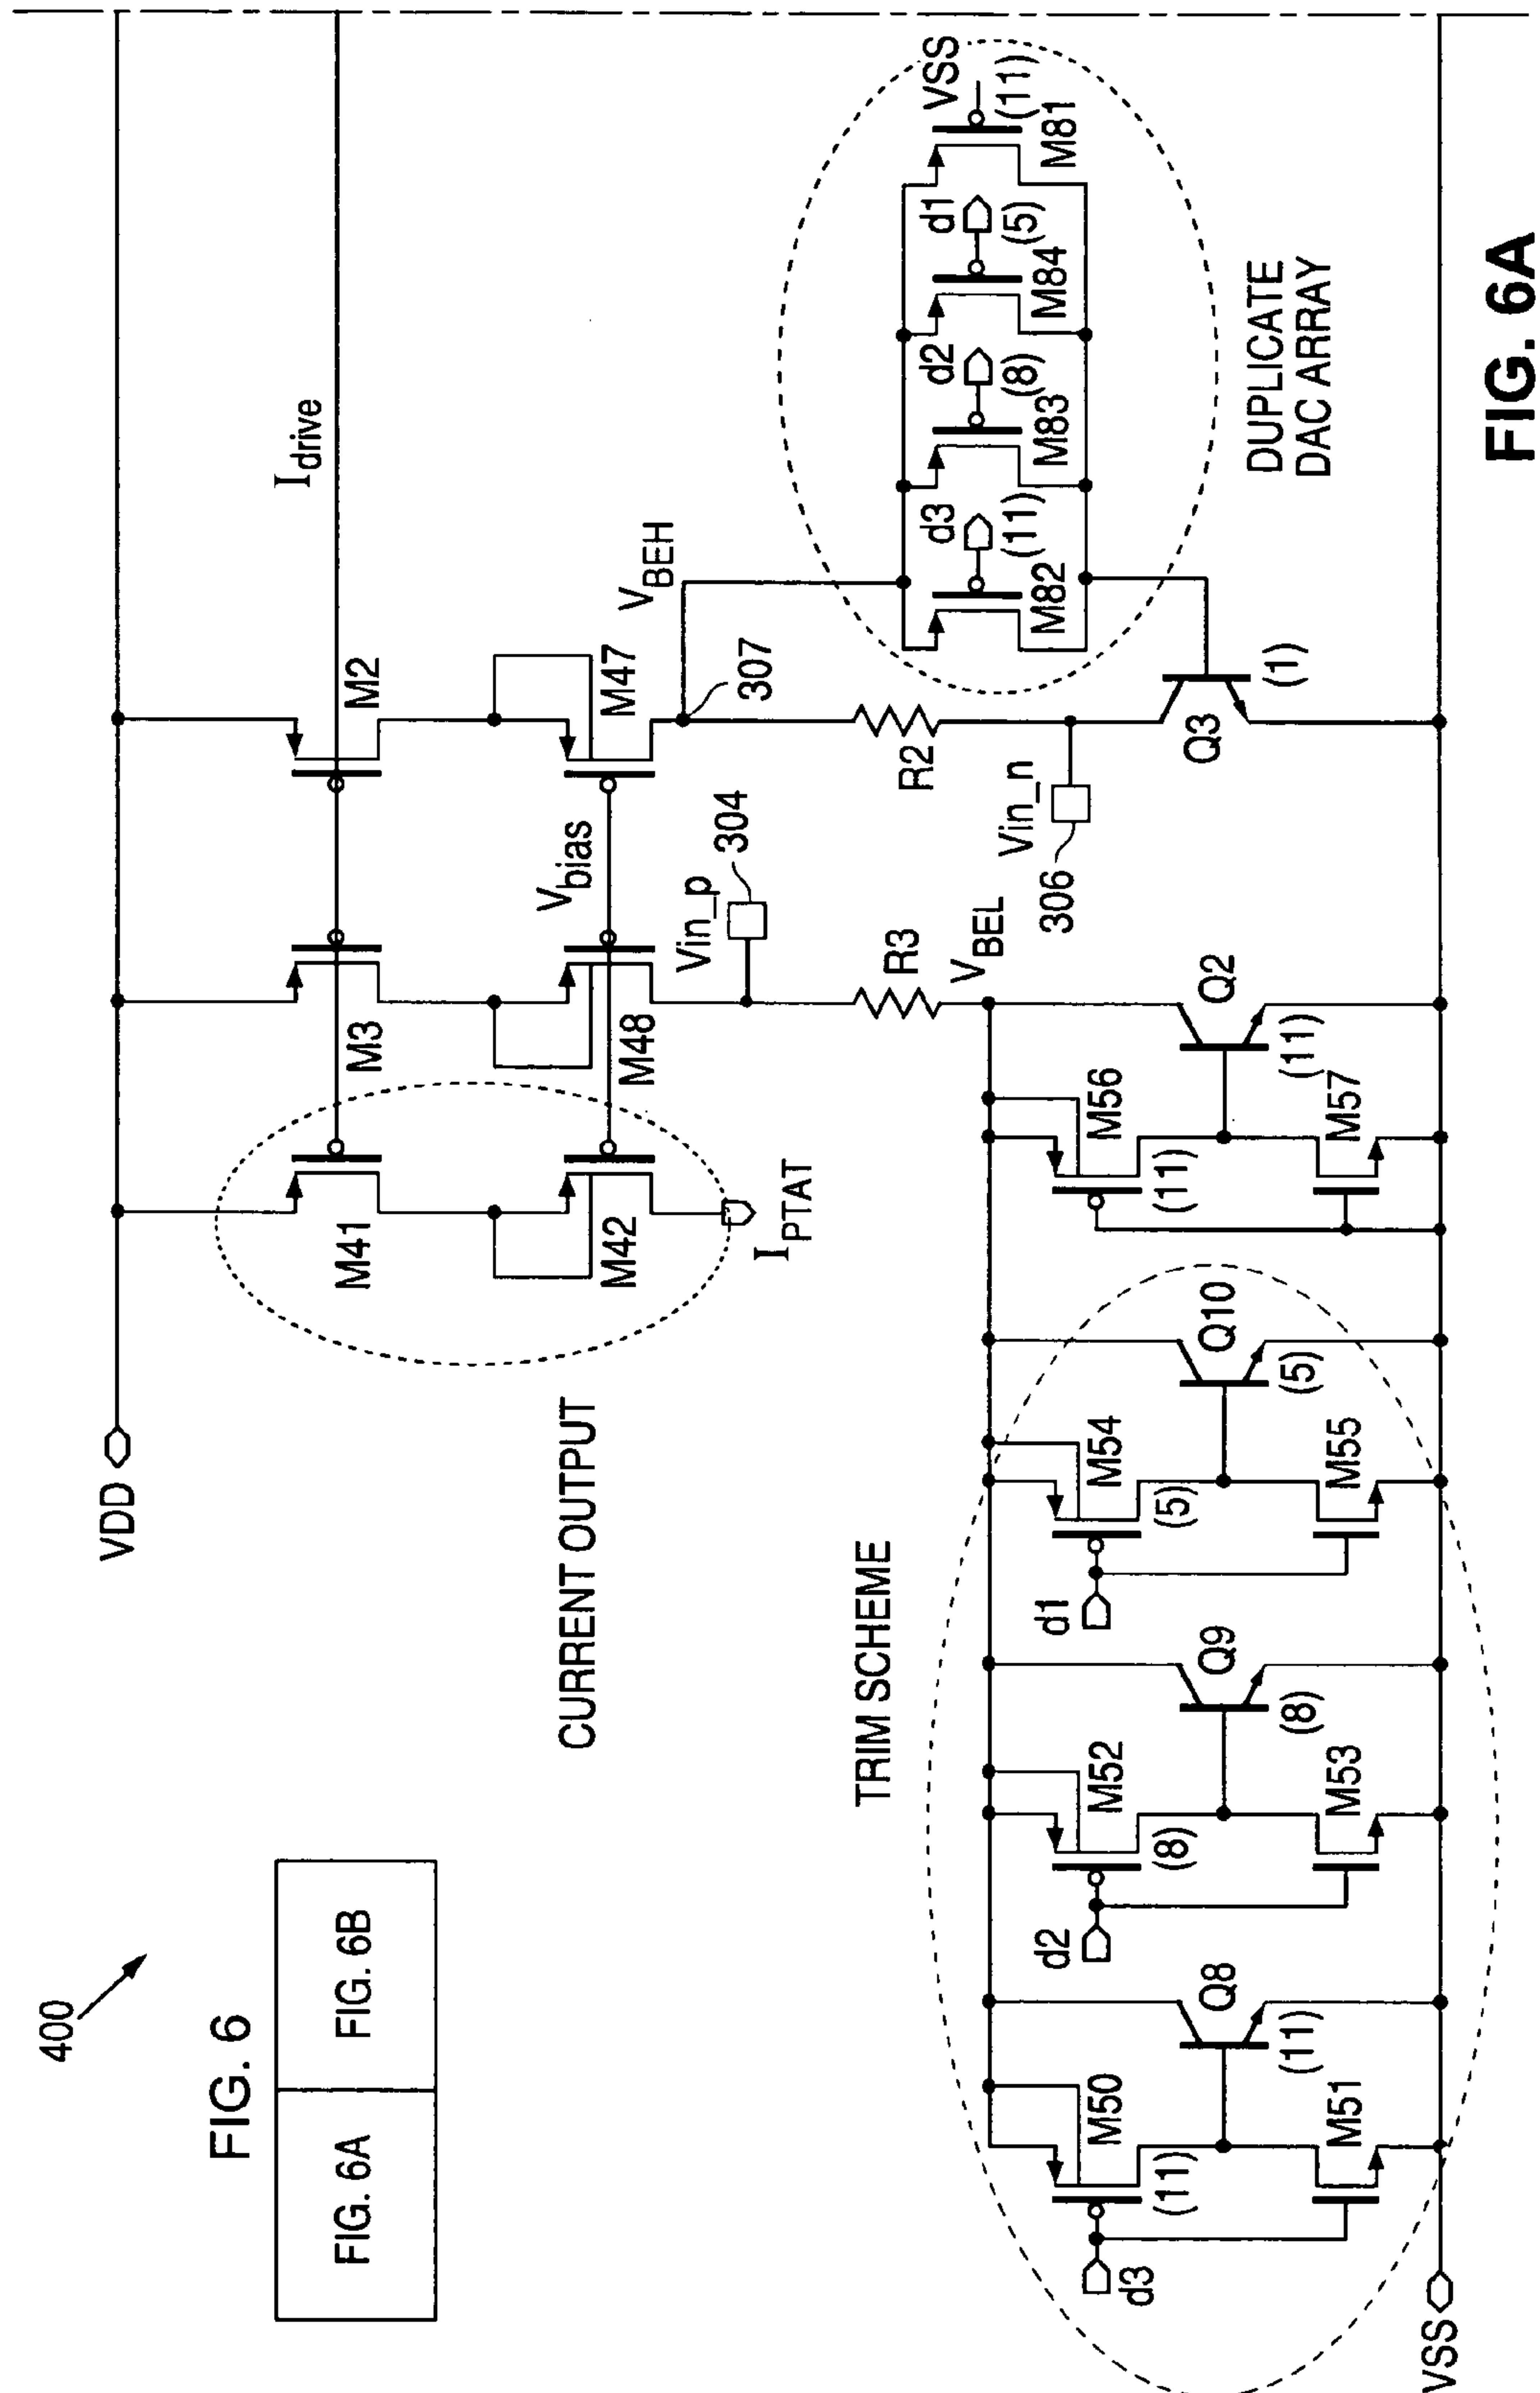 400
FIG. 6
FIG. 6A
FIG. 6B
VDD
I drive
M41
M3
M2
M42
M48
M47
V bias
I PTAT
CURRENT OUTPUT
Vin_p
304
V BEH
307
R3
R2
V BEL
Vin_n
306
Q3
(1)
d3
(11)
M82
d2
(8)
M83
d1
(5)
M84
VSS
(11)
M81
DUPLICATE
DAC ARRAY
TRIM SCHEME
d3
M50
(11)
Q8
(11)
M51
d2
M52
(8)
Q9
(8)
M53
d1
M54
(5)
Q10
(5)
M55
M56
(11)
Q2
(11)
M57
VSS
FIG. 6A